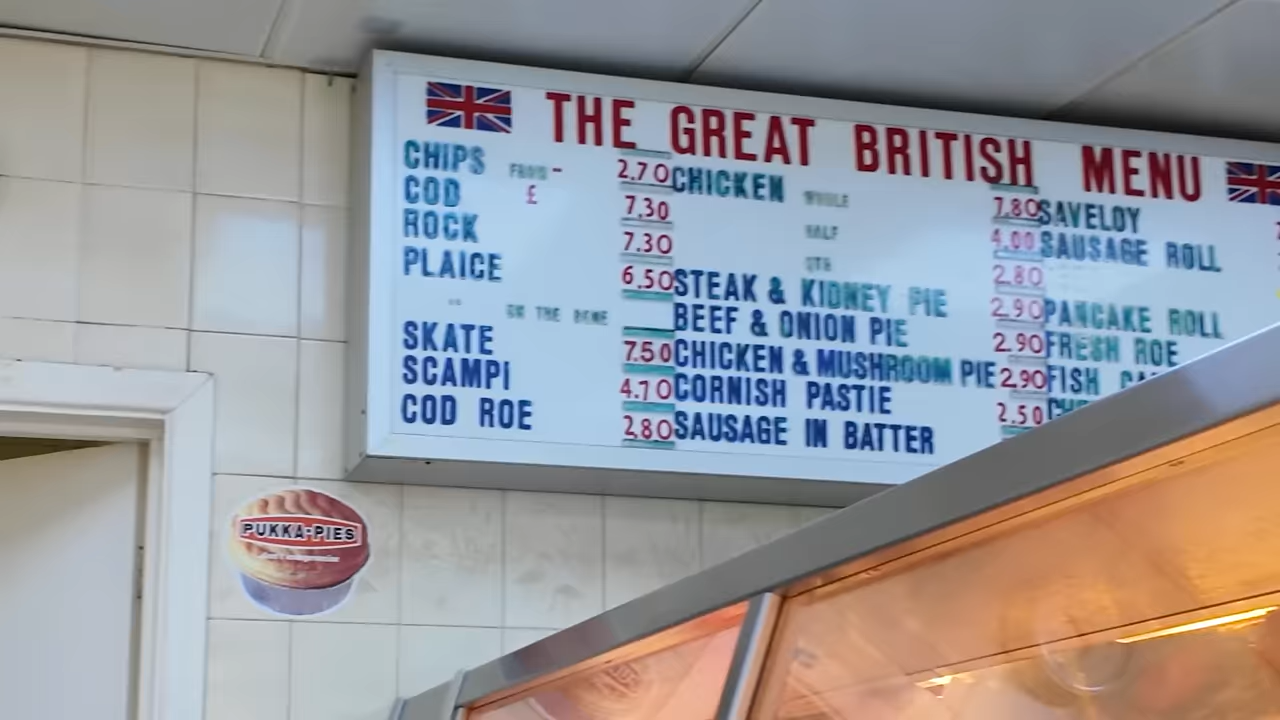 THE GREAT BRITISH MENU
CHIPS FROM - 2.70
COD £ 7.30
ROCK 7.30
PLAICE 6.50
" ON THE BONE
SKATE 7.50
SCAMPI 4.70
COD ROE 2.80
CHICKEN WHOLE 7.80
HALF 4.00
QTR 2.80
STEAK & KIDNEY PIE 2.90
BEEF & ONION PIE 2.90
CHICKEN & MUSHROOM PIE 2.90
CORNISH PASTIE 2.50
SAUSAGE IN BATTER
SAVELOY
SAUSAGE ROLL
PANCAKE ROLL
FRESH ROE
FISH
PUKKA-PIES